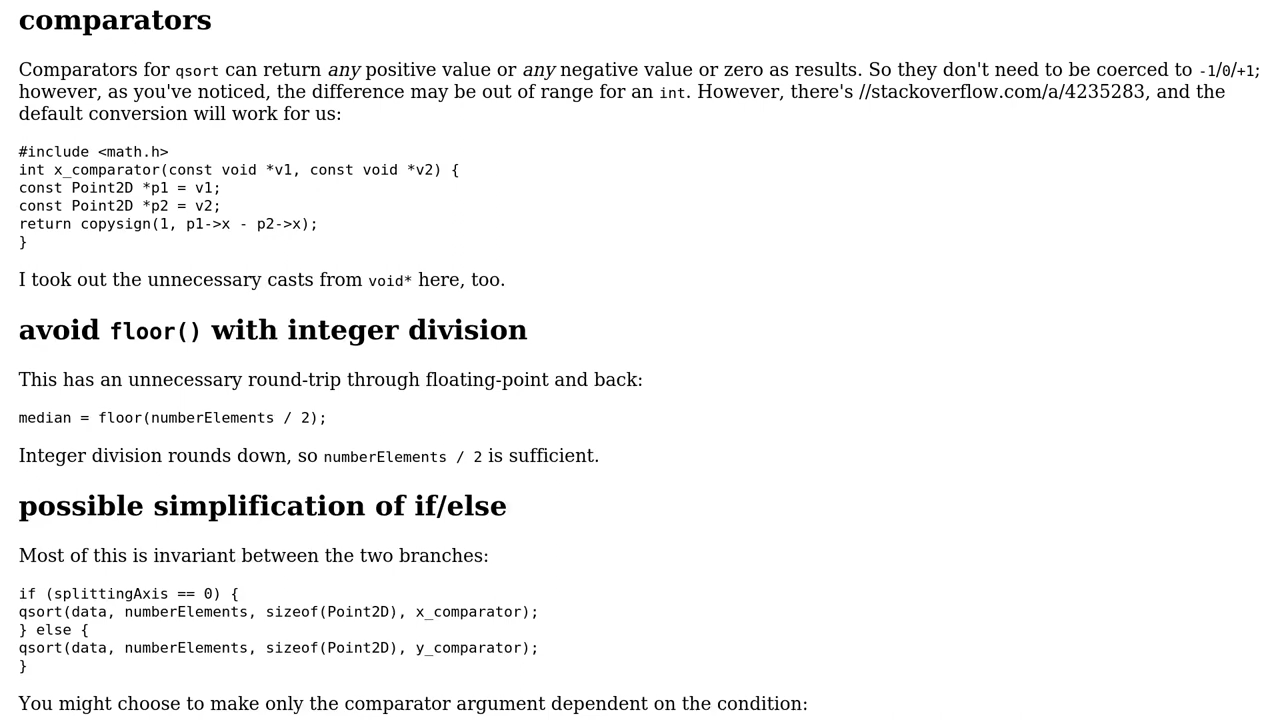 comparators
Comparators for qsort can return any positive value or any negative value or zero as results. So they don't need to be coerced to -1/0/+1;
however, as you've noticed, the difference may be out of range for an int. However, there's //stackoverflow.com/a/4235283, and the
default conversion will work for us:
#include <math.h>
int x_comparator(const void *v1, const void *v2) {
const Point2D *p1 = v1;
const Point2D *p2 = v2;
return copysign(1, p1->x - p2->x);
}
I took out the unnecessary casts from void* here, too.
avoid floor() with integer division
This has an unnecessary round-trip through floating-point and back:
median = floor(numberElements / 2);
Integer division rounds down, so numberElements / 2 is sufficient.
possible simplification of if/else
Most of this is invariant between the two branches:
if (splittingAxis == 0) {
qsort(data, numberElements, sizeof(Point2D), x_comparator);
} else {
qsort(data, numberElements, sizeof(Point2D), y_comparator);
}
You might choose to make only the comparator argument dependent on the condition: